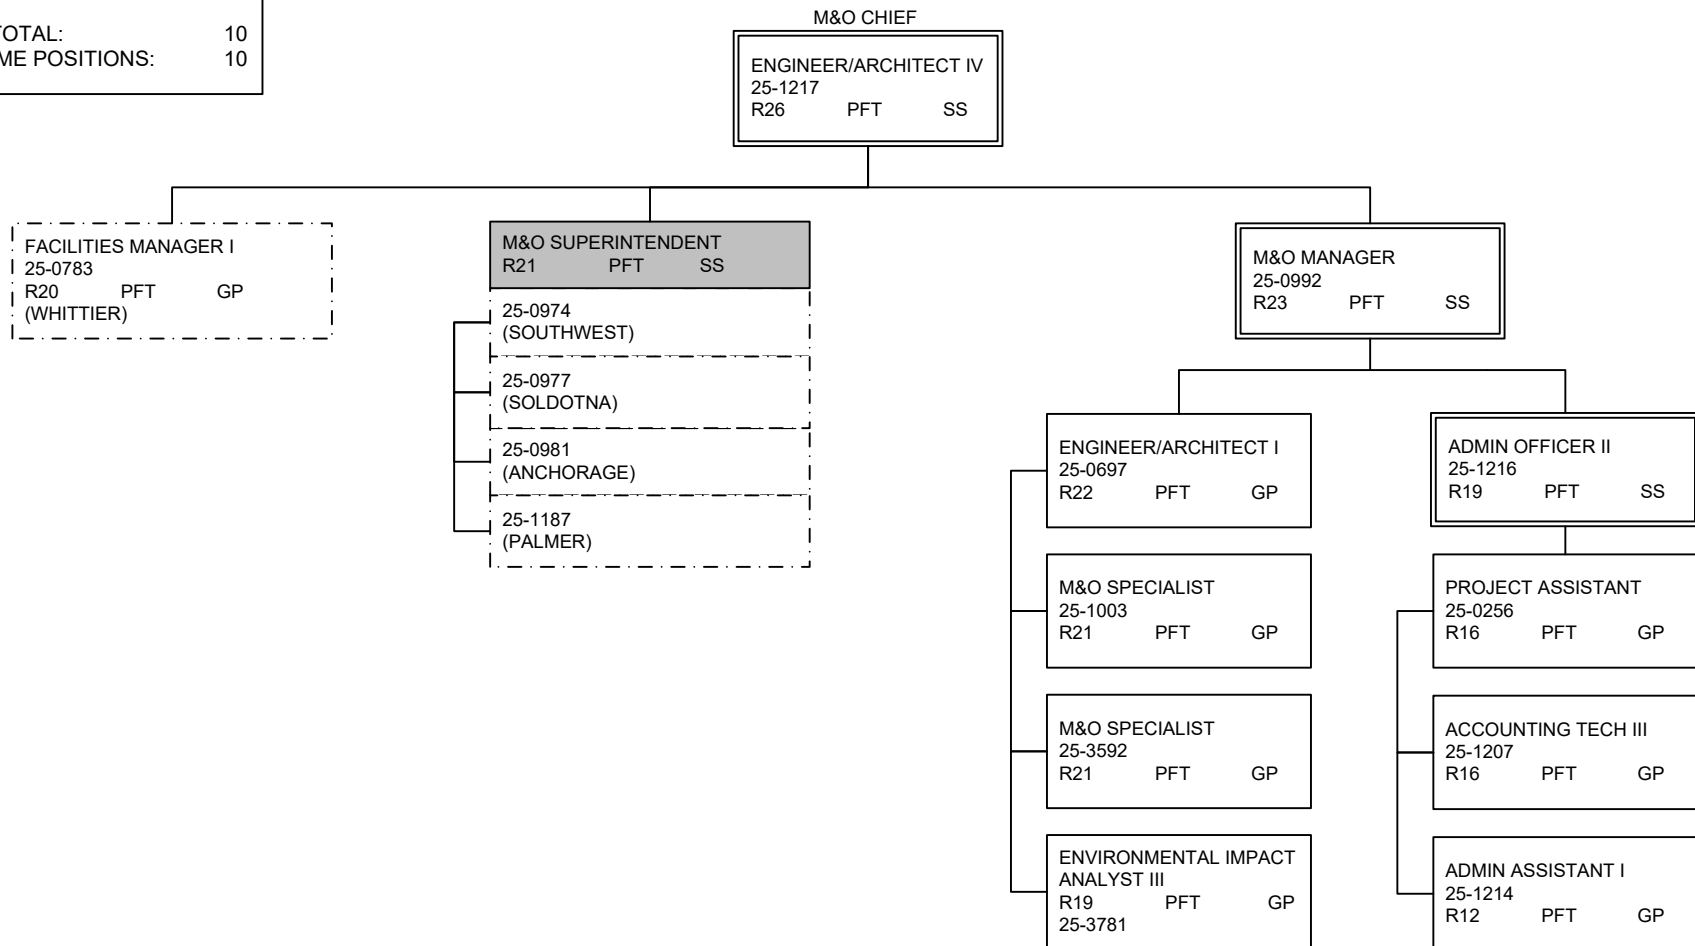 TOTAL: 10
ME POSITIONS: 10
M&O CHIEF
ENGINEER/ARCHITECT IV
25-1217
R26 PFT SS
FACILITIES MANAGER I
25-0783
R20 PFT GP
(WHITTIER)
M&O SUPERINTENDENT
R21 PFT SS
25-0974
(SOUTHWEST)
25-0977
(SOLDOTNA)
25-0981
(ANCHORAGE)
25-1187
(PALMER)
M&O MANAGER
25-0992
R23 PFT SS
ENGINEER/ARCHITECT I
25-0697
R22 PFT GP
M&O SPECIALIST
25-1003
R21 PFT GP
M&O SPECIALIST
25-3592
R21 PFT GP
ENVIRONMENTAL IMPACT
ANALYST III
R19 PFT GP
25-3781
ADMIN OFFICER II
25-1216
R19 PFT SS
PROJECT ASSISTANT
25-0256
R16 PFT GP
ACCOUNTING TECH III
25-1207
R16 PFT GP
ADMIN ASSISTANT I
25-1214
R12 PFT GP